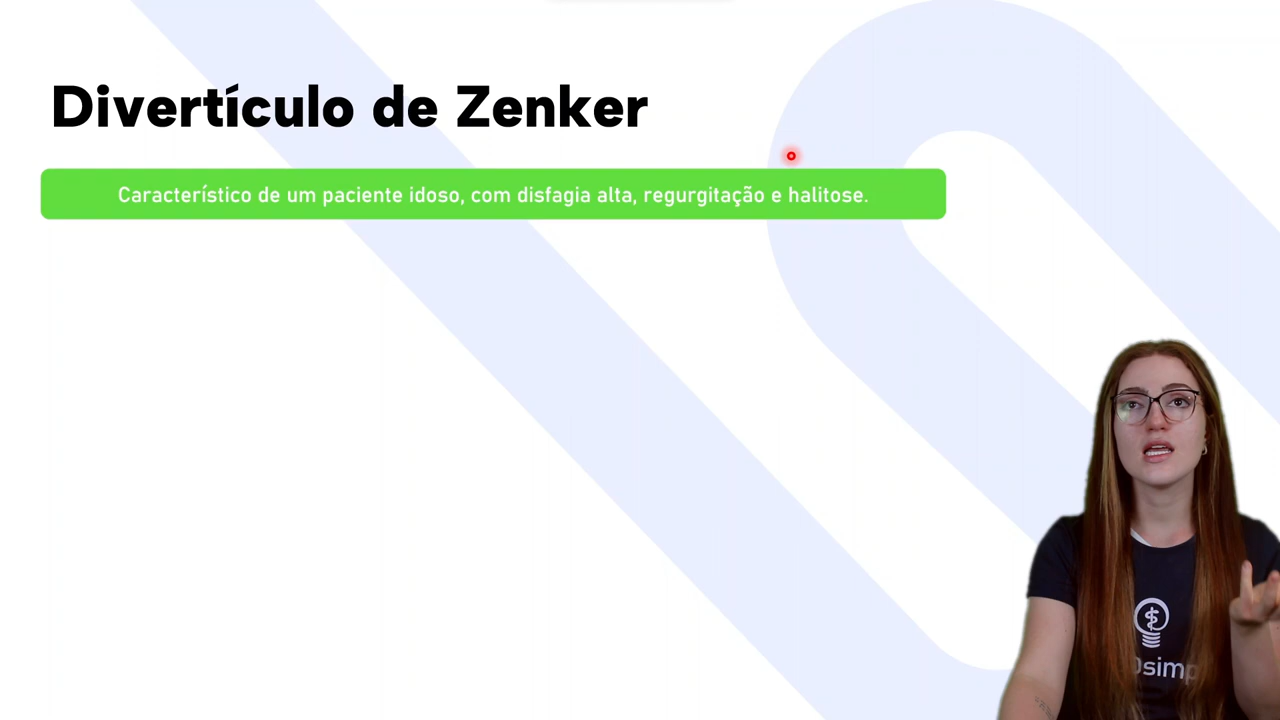 Divertículo de Zenker
Característico de um paciente idoso, com disfagia alta, regurgitação e halitose.